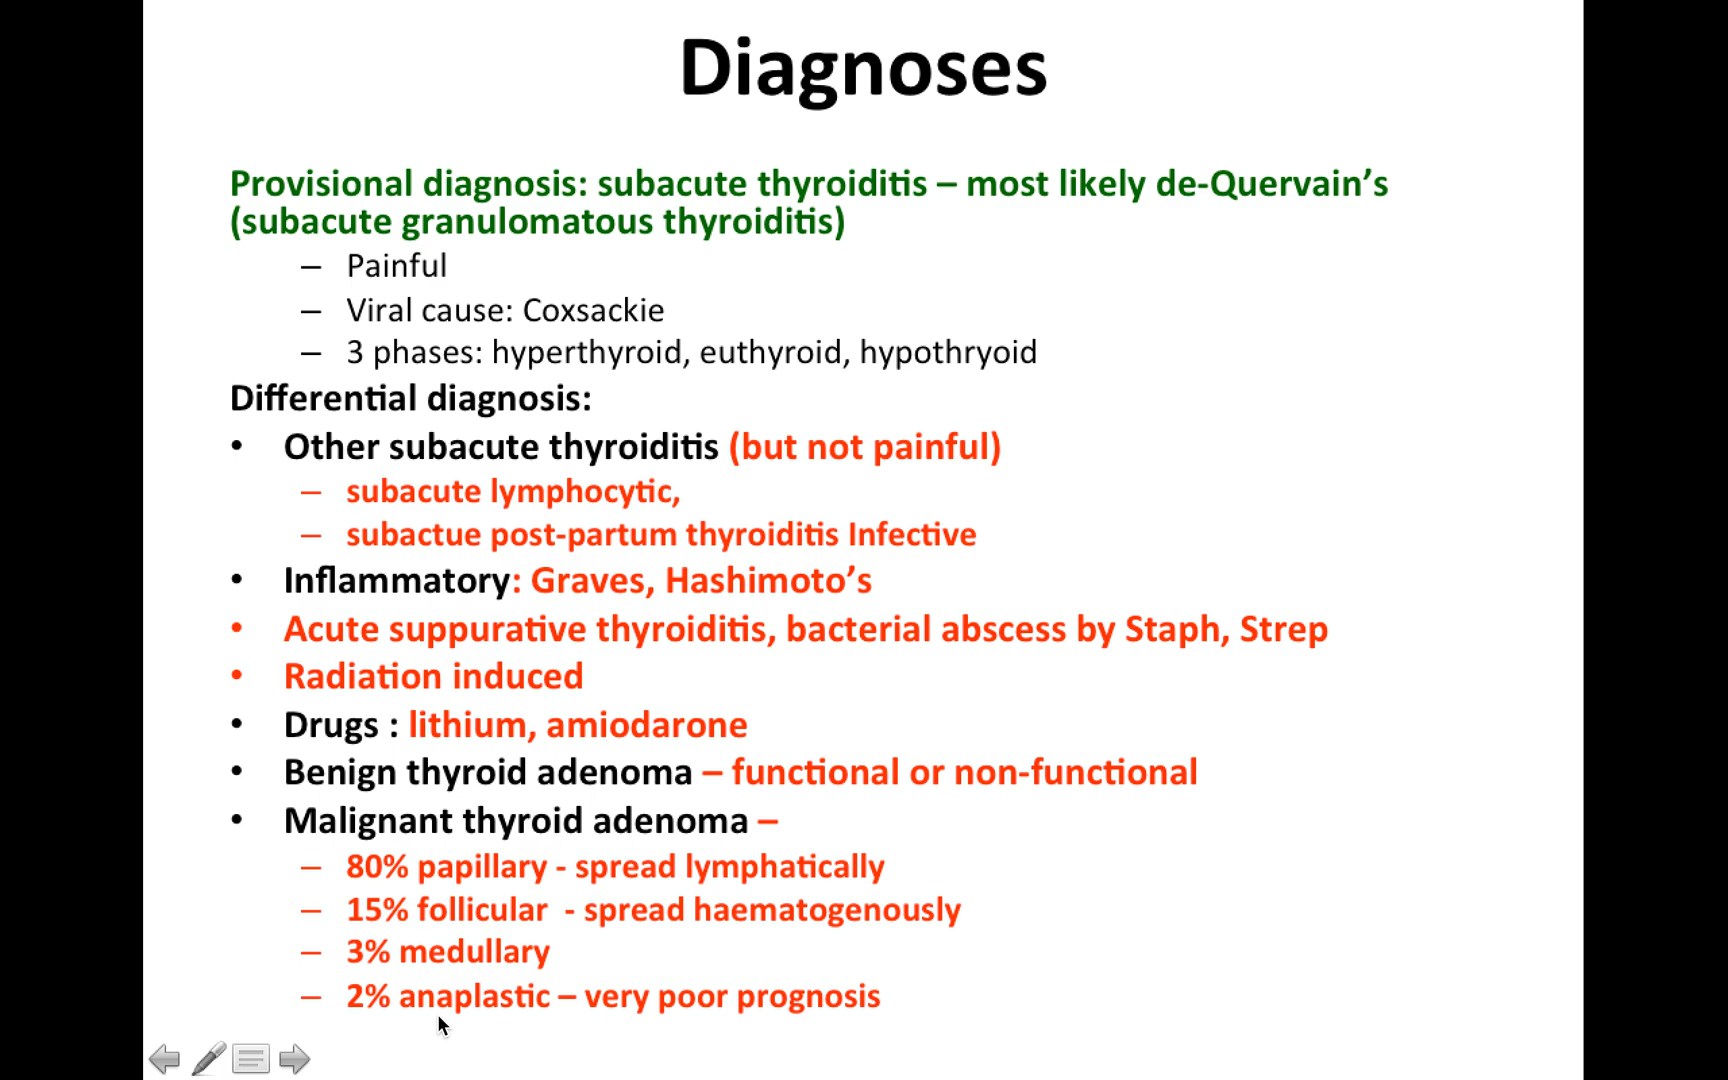 Diagnoses
Provisional diagnosis: subacute thyroiditis – most likely de-Quervain’s
(subacute granulomatous thyroiditis)
– Painful
– Viral cause: Coxsackie
– 3 phases: hyperthyroid, euthyroid, hypothryoid
Differential diagnosis:
• Other subacute thyroiditis (but not painful)
– subacute lymphocytic,
– subactue post-partum thyroiditis Infective
• Inflammatory: Graves, Hashimoto’s
• Acute suppurative thyroiditis, bacterial abscess by Staph, Strep
• Radiation induced
• Drugs : lithium, amiodarone
• Benign thyroid adenoma – functional or non-functional
• Malignant thyroid adenoma –
– 80% papillary - spread lymphatically
– 15% follicular  - spread haematogenously
– 3% medullary
– 2% anaplastic – very poor prognosis